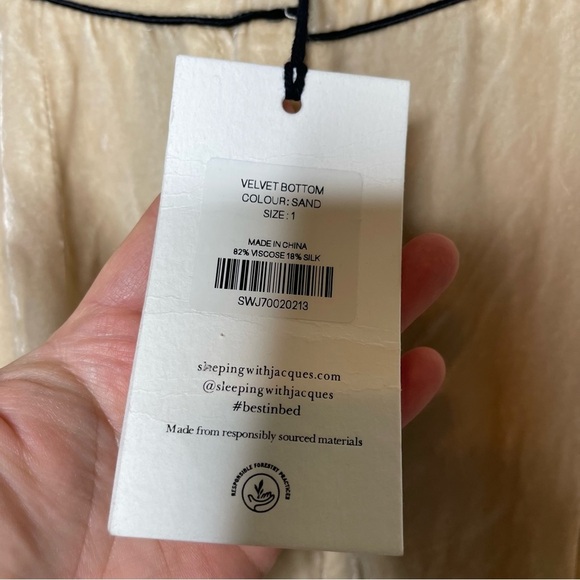 VELVET BOTTOM
COLOUR: SAND
SIZE: 1
MADE IN CHINA
82% VISCOSE 18% SILK
SWJ70020213
sleepingwithjacques.com
@sleepingwithjacques
#bestinbed
Made from responsibly sourced materials
RESPONSIBLE FORESTRY PRACTICES